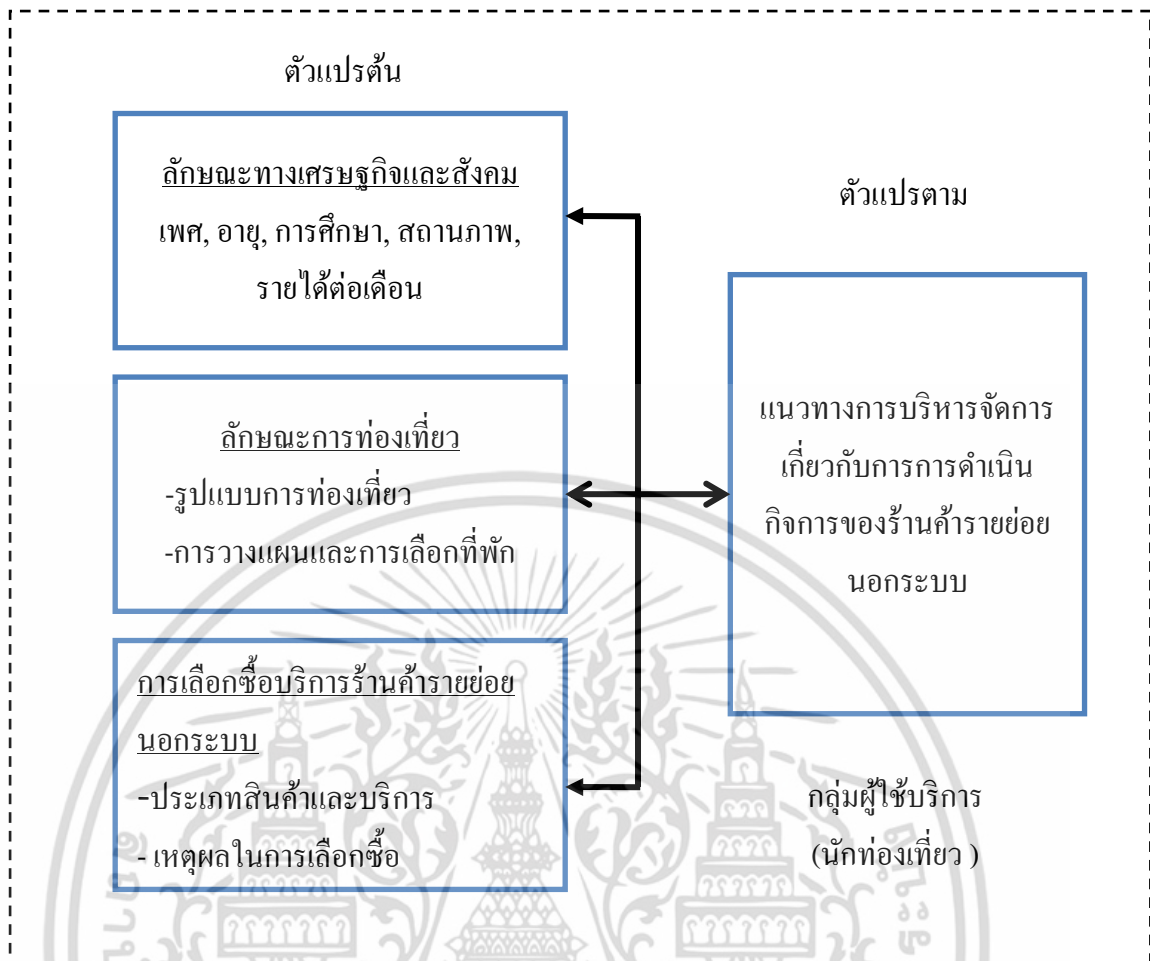 ตัวแปรต้น
ลักษณะทางเศรษฐกิจและสังคม
เพศ, อายุ, การศึกษา, สถานภาพ,
รายได้ต่อเดือน
ลักษณะการท่องเที่ยว
-รูปแบบการท่องเที่ยว
-การวางแผนและการเลือกที่พัก
การเลือกซื้อบริการร้านค้ารายย่อย
นอกระบบ
-ประเภทสินค้าและบริการ
- เหตุผลในการเลือกซื้อ
ตัวแปรตาม
แนวทางการบริหารจัดการ
เกี่ยวกับการการดำเนิน
กิจการของร้านค้ารายย่อย
นอกระบบ
กลุ่มผู้ใช้บริการ
(นักท่องเที่ยว )